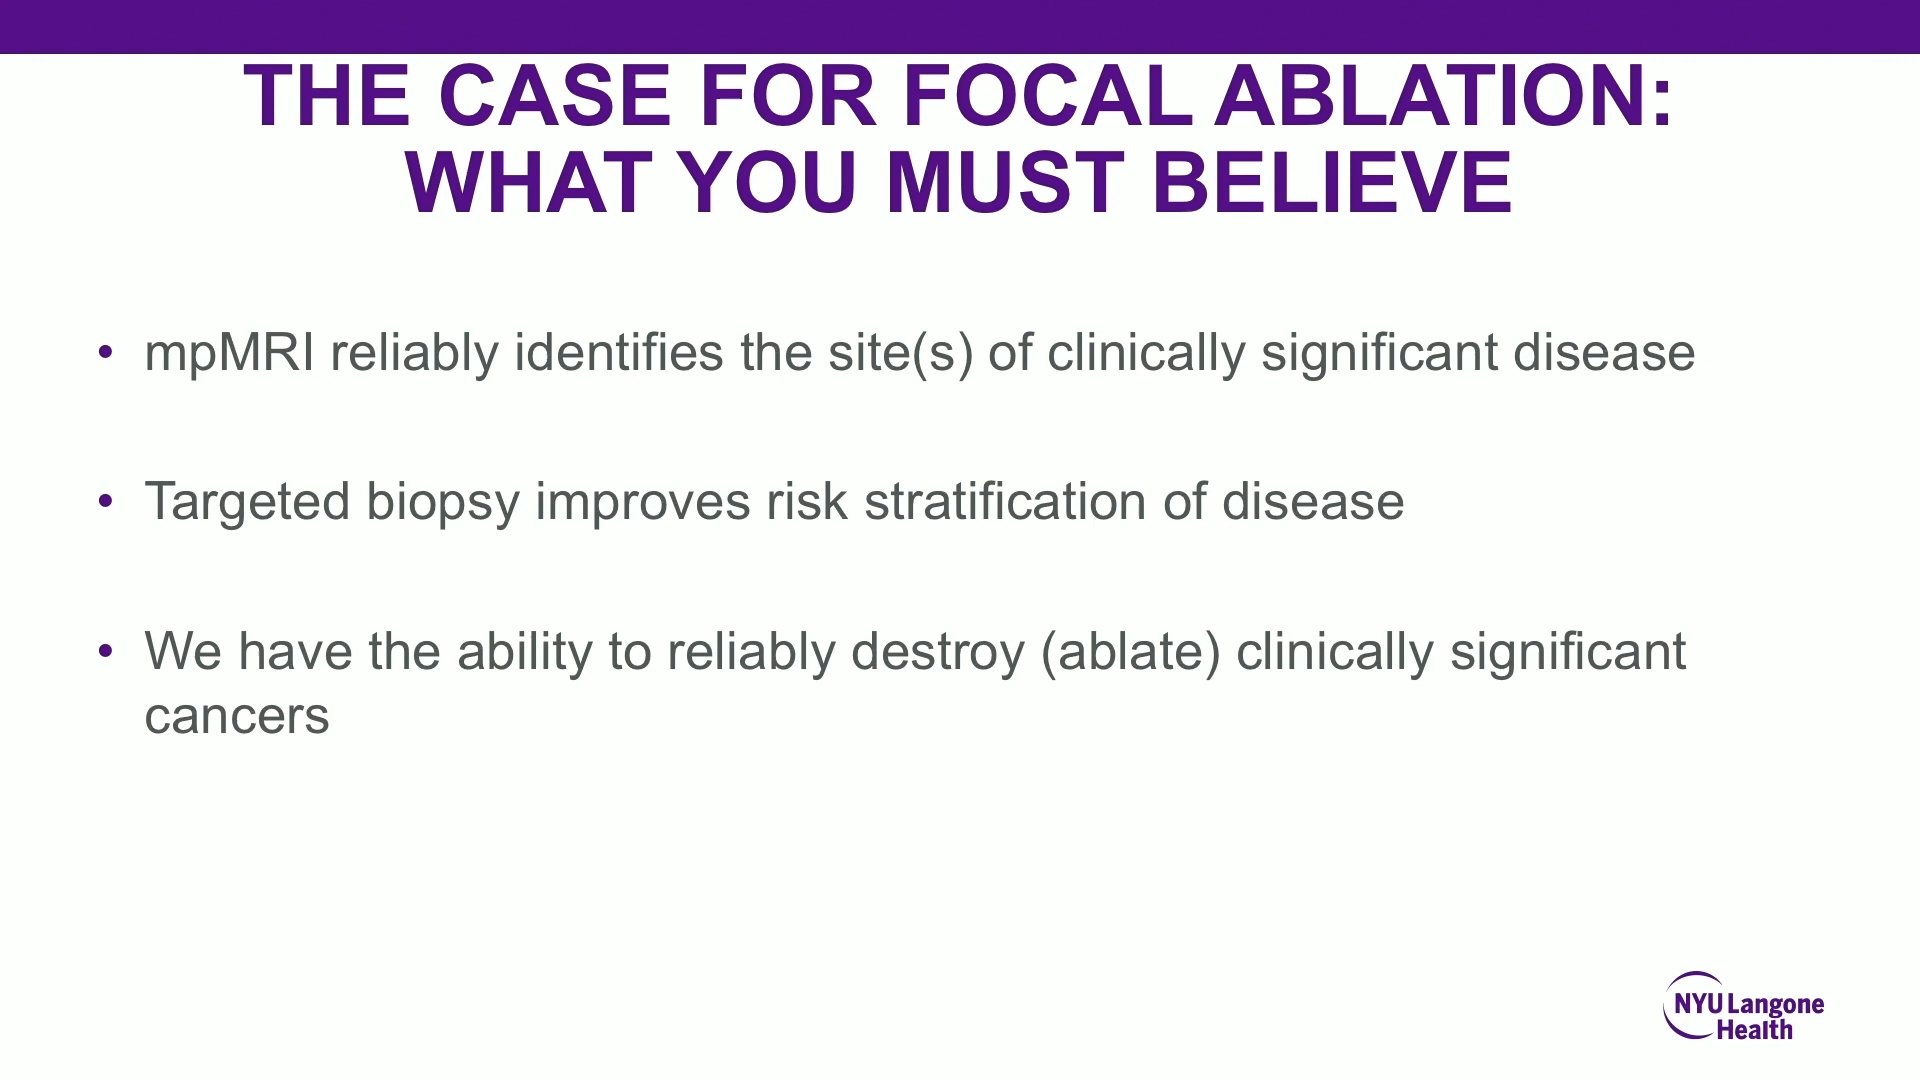 THE CASE FOR FOCAL ABLATION:
WHAT YOU MUST BELIEVE
• mpMRI reliably identifies the site(s) of clinically significant disease
• Targeted biopsy improves risk stratification of disease
• We have the ability to reliably destroy (ablate) clinically significant
cancers
NYU Langone
Health